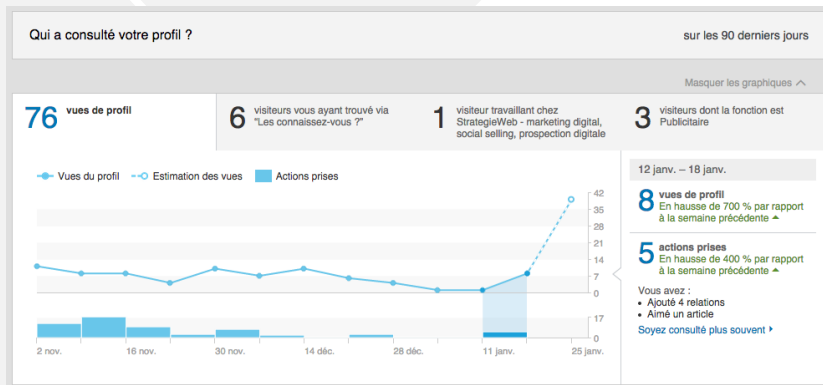 Qui a consulté votre profil ?
sur les 90 derniers jours
Masquer les graphiques
76 vues de profil
6 visiteurs vous ayant trouvé via
"Les connaissez-vous ?"
1 visiteur travaillant chez
StrategieWeb - marketing digital,
social selling, prospection digitale
3 visiteurs dont la fonction est
Publicitaire
Vues du profil
Estimation des vues
Actions prises
42
35
28
21
14
7
0
17
0
2 nov.
16 nov.
30 nov.
14 déc.
28 déc.
11 janv.
25 janv.
12 janv. – 18 janv.
8 vues de profil
En hausse de 700 % par rapport
à la semaine précédente
5 actions prises
En hausse de 400 % par rapport
à la semaine précédente
Vous avez :
• Ajouté 4 relations
• Aimé un article
Soyez consulté plus souvent